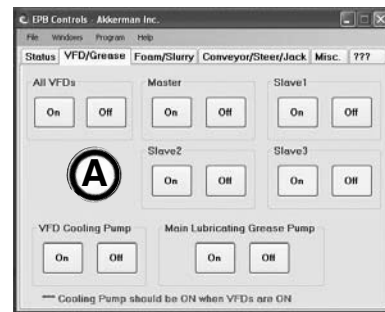 EPB Controls - Akkerman Inc.
File Windows Program Help
Status VFD/Grease Foam/Slurry Conveyor/Steer/Jack Misc. ???
All VFDs Master Slave1
On Off On Off On Off
Slave2 Slave3
A
On Off On Off
VFD Cooling Pump Main Lubricating Grease Pump
On Off On Off
--- Cooling Pump should be ON when VFDs are ON